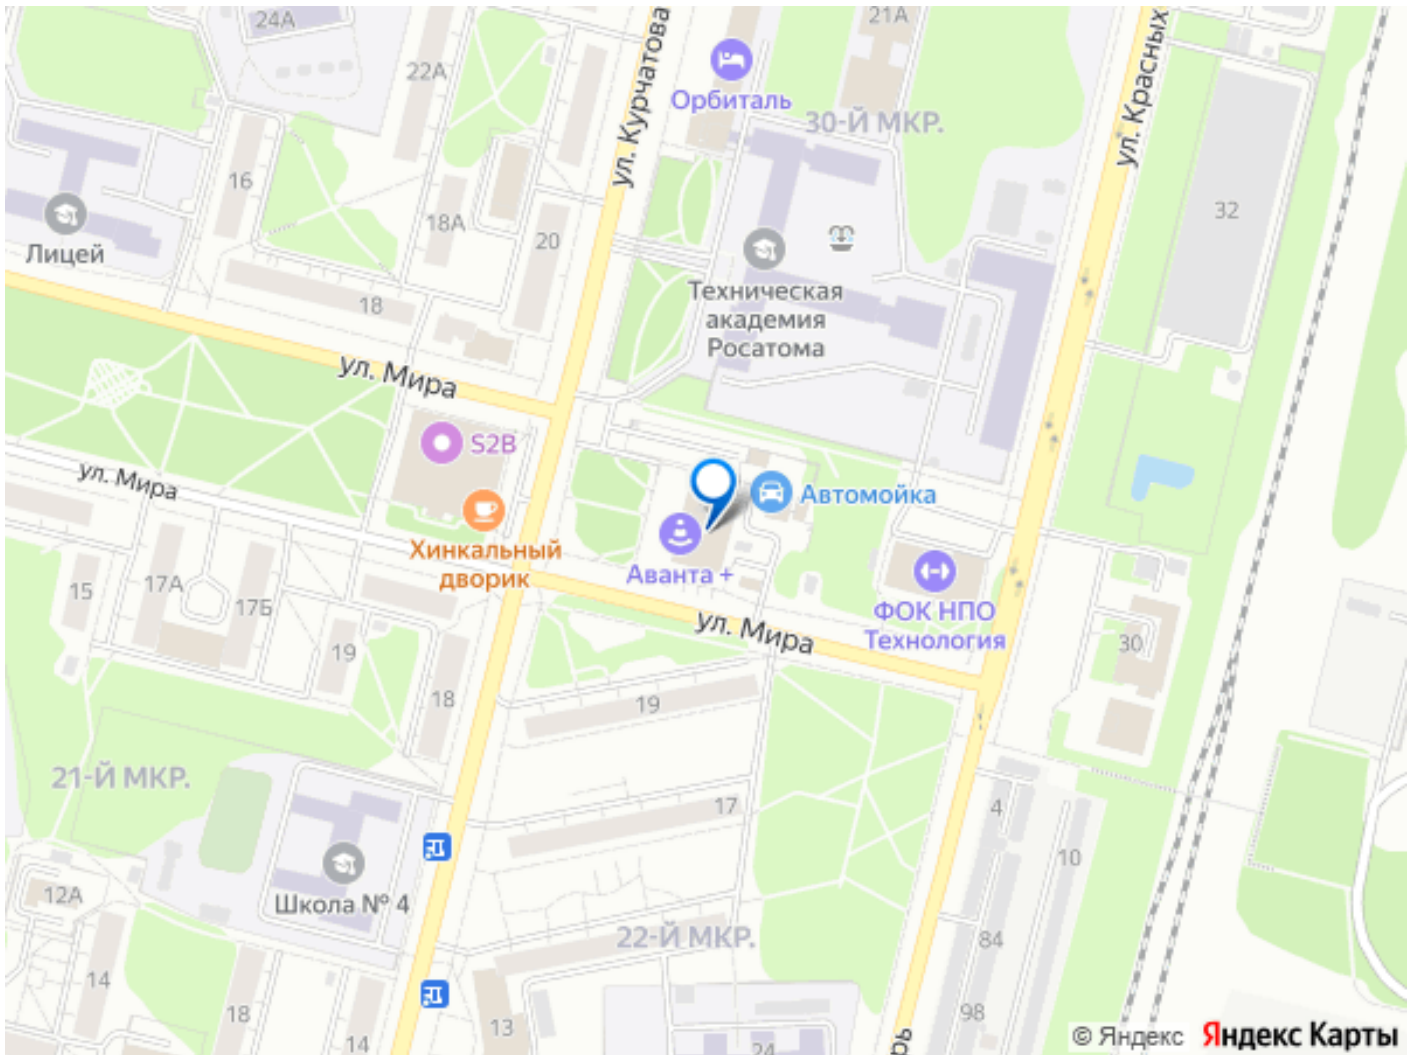 24А
21А
22А
ул. Курчатова
Орбиталь
30-Й МКР.
ул. Красных
16
18А
20
32
Лицей
18
Техническая
академия
Росатома
ул. Мира
S2B
ул. Мира
Автомойка
Хинкальный
дворик
Аванта +
ФОК НПО
Технология
15
17А
17Б
19
18
ул. Мира
30
19
21-Й МКР.
17
4
10
Школа № 4
12А
22-Й МКР.
84
14
18
14
13
98
24
рь
© Яндекс
Яндекс Карты